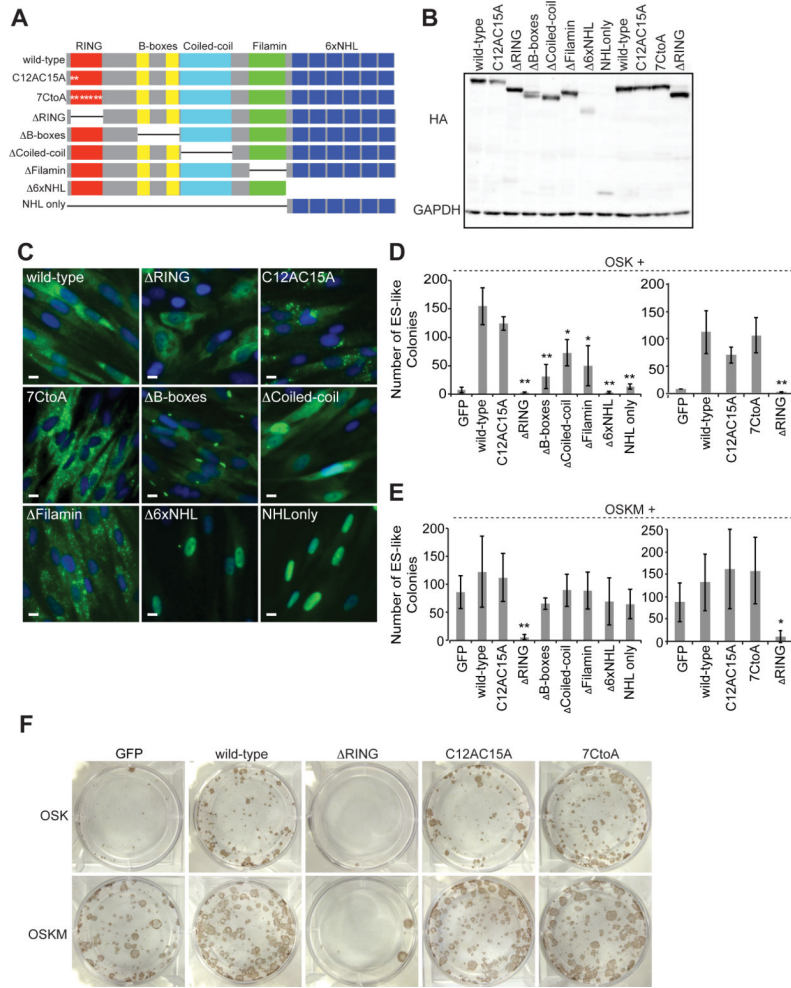 A
RING B-boxes Coiled-coil Filamin 6xNHL
wild-type
C12AC15A
**
7CtoA
** ***** **
ΔRING
ΔB-boxes
ΔCoiled-coil
ΔFilamin
Δ6xNHL
NHL only
B
wild-type C12AC15A ΔRING ΔB-boxes ΔCoiled-coil ΔFilamin Δ6xNHL NHLonly wild-type C12AC15A 7CtoA ΔRING
HA
GAPDH
C
wild-type ΔRING C12AC15A
7CtoA ΔB-boxes ΔCoiled-coil
ΔFilamin Δ6xNHL NHLonly
D
OSK +
Number of ES-like
Colonies
200
150
100
50
0
** ** * * ** **
GFP wild-type C12AC15A ΔRING ΔB-boxes ΔCoiled-coil ΔFilamin Δ6xNHL NHL only
200
150
100
50
0
**
GFP wild-type C12AC15A 7CtoA ΔRING
E
OSKM +
Number of ES-like
Colonies
200
150
100
50
0
**
GFP wild-type C12AC15A ΔRING ΔB-boxes ΔCoiled-coil ΔFilamin Δ6xNHL NHL only
250
200
150
100
50
0
*
GFP wild-type C12AC15A 7CtoA ΔRING
F
GFP wild-type ΔRING C12AC15A 7CtoA
OSK
OSKM